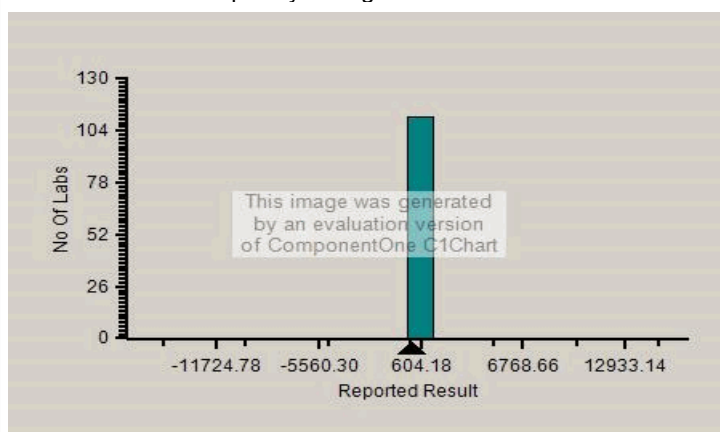 130
104
78
52
26
0
No Of Labs
This image was generated
by an evaluation version
of ComponentOne C1Chart
-11724.78 -5560.30 604.18 6768.66 12933.14
Reported Result